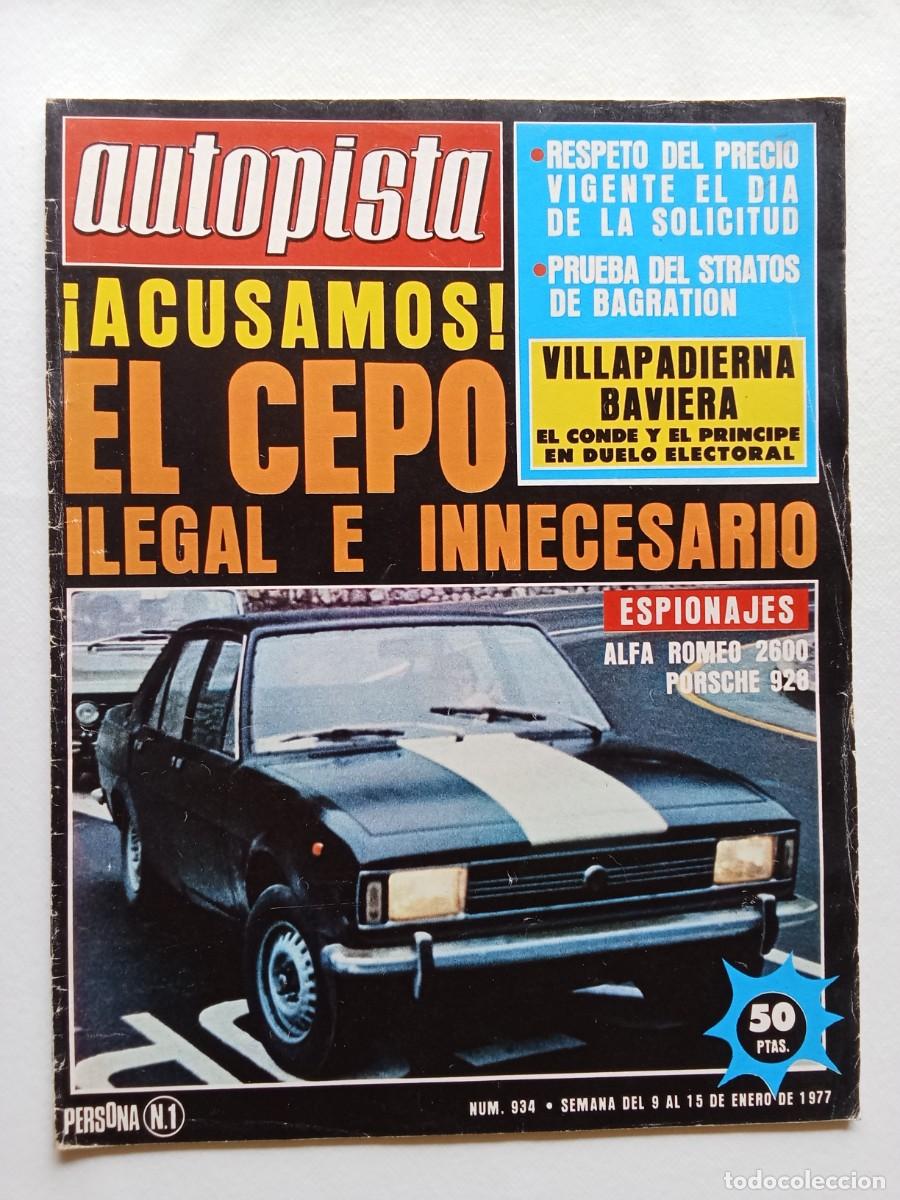 autopista
• RESPETO DEL PRECIO
VIGENTE EL DIA
DE LA SOLICITUD
• PRUEBA DEL STRATOS
DE BAGRATION
VILLAPADIERNA
BAVIERA
EL CONDE Y EL PRINCIPE
EN DUELO ELECTORAL
¡ACUSAMOS!
EL CEPO
ILEGAL E INNECESARIO
ESPIONAJES
ALFA ROMEO 2600
PORSCHE 928
50
PTAS.
PERSONA N.1
NUM. 934 • SEMANA DEL 9 AL 15 DE ENERO DE 1977
todocoleccion